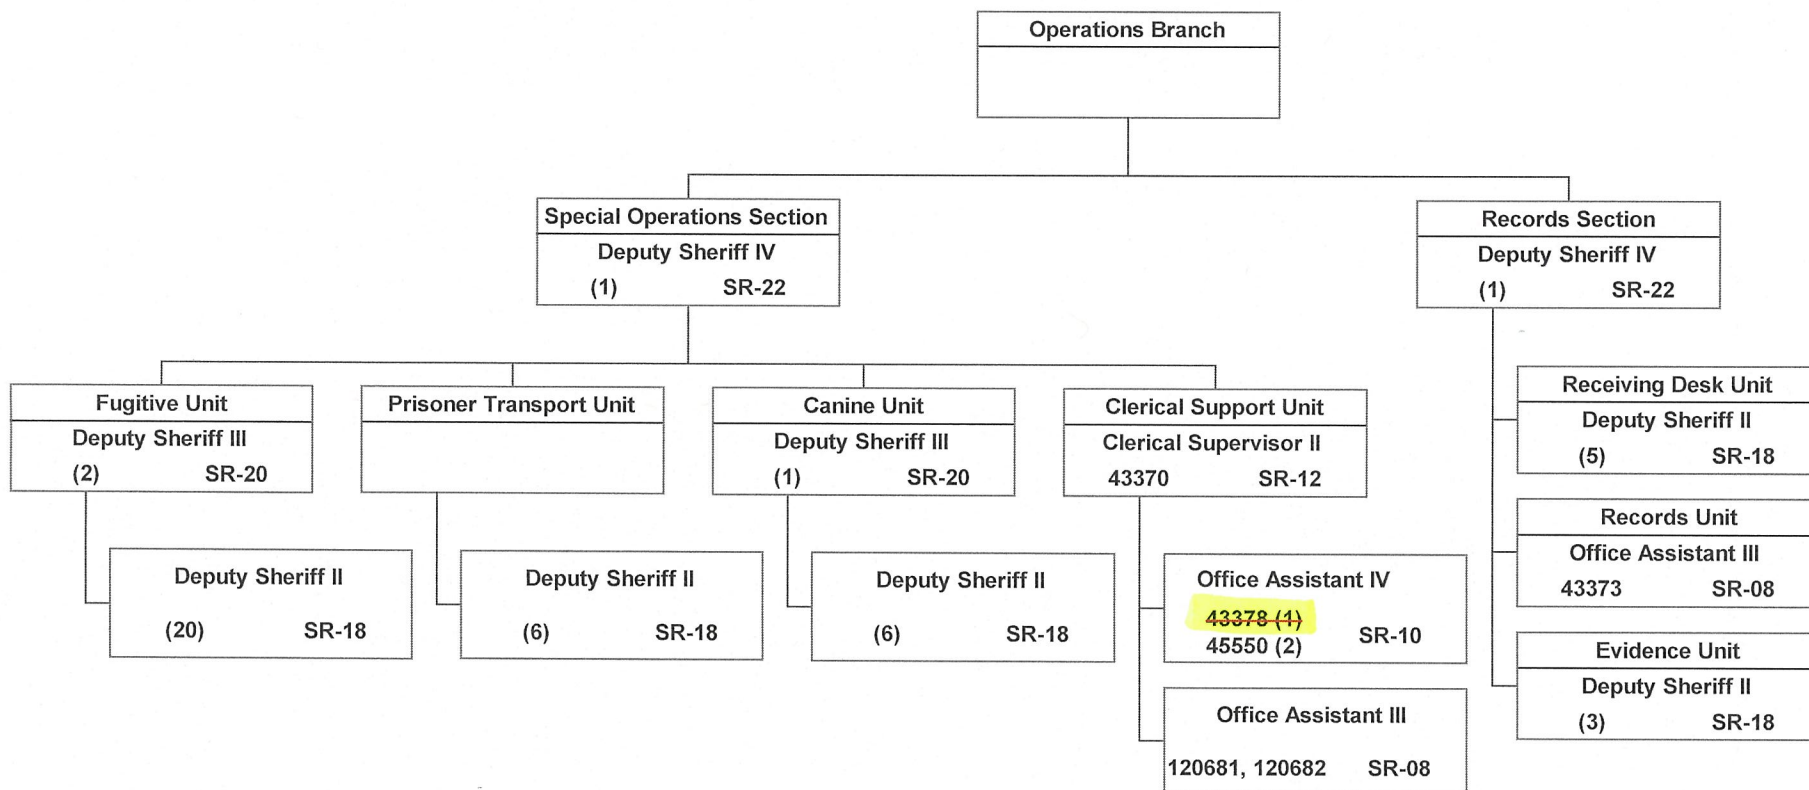 Operations Branch
Special Operations Section
Deputy Sheriff IV
(1) SR-22
Records Section
Deputy Sheriff IV
(1) SR-22
Fugitive Unit
Deputy Sheriff III
(2) SR-20
Deputy Sheriff II
(20) SR-18
Prisoner Transport Unit
Deputy Sheriff II
(6) SR-18
Canine Unit
Deputy Sheriff III
(1) SR-20
Deputy Sheriff II
(6) SR-18
Clerical Support Unit
Clerical Supervisor II
43370 SR-12
Office Assistant IV
43378 (1)
45550 (2) SR-10
Office Assistant III
120681, 120682 SR-08
Receiving Desk Unit
Deputy Sheriff II
(5) SR-18
Records Unit
Office Assistant III
43373 SR-08
Evidence Unit
Deputy Sheriff II
(3) SR-18